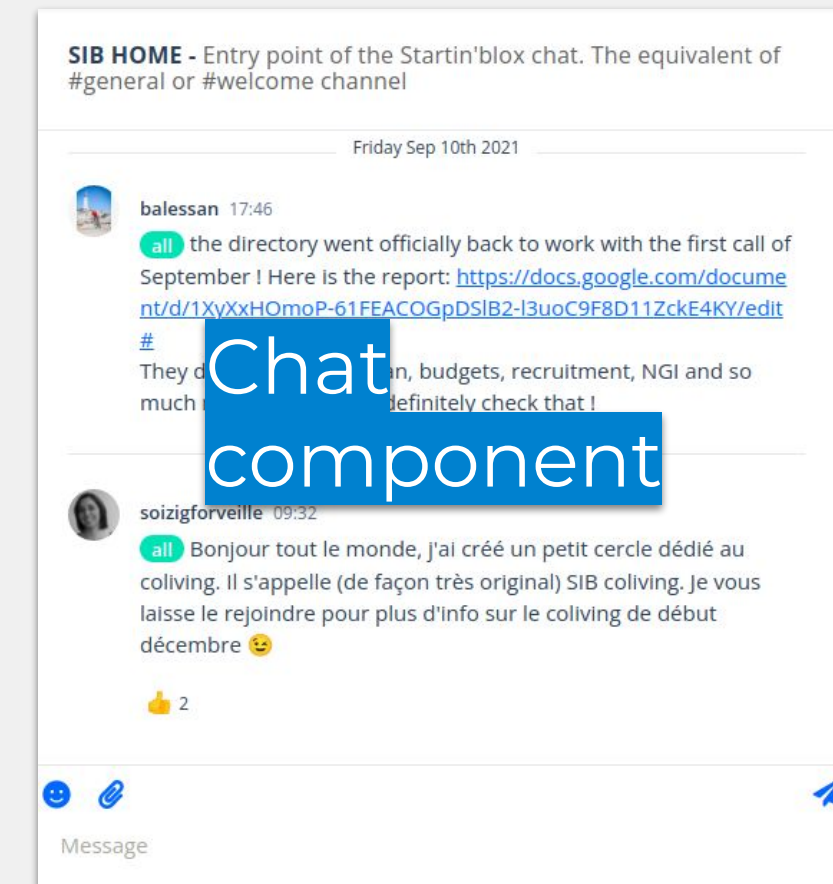 SIB HOME - Entry point of the Startin'blox chat. The equivalent of
#general or #welcome channel
Friday Sep 10th 2021
balessan 17:46
all the directory went officially back to work with the first call of
September ! Here is the report: https://docs.google.com/docume
nt/d/1XyXxHOmoP-61FEACOGpDSlB2-l3uoC9F8D11ZckE4KY/edit
#
They budgets, recruitment, NGI and so
much definitely check that !
Chat
component
soizigforveille 09:32
all Bonjour tout le monde, j'ai créé un petit cercle dédié au
coliving. Il s'appelle (de façon très original) SIB coliving. Je vous
laisse le rejoindre pour plus d'info sur le coliving de début
décembre 😉
👍 2
Message